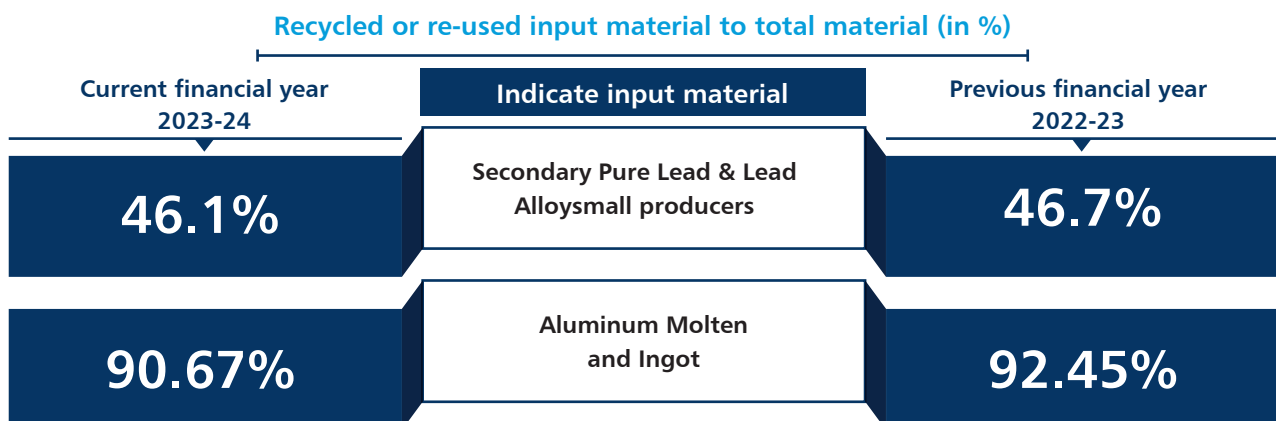 Recycled or re-used input material to total material (in %)
Current financial year
2023-24
Indicate input material
Previous financial year
2022-23
46.1%
Secondary Pure Lead & Lead
Alloysmall producers
46.7%
90.67%
Aluminum Molten
and Ingot
92.45%